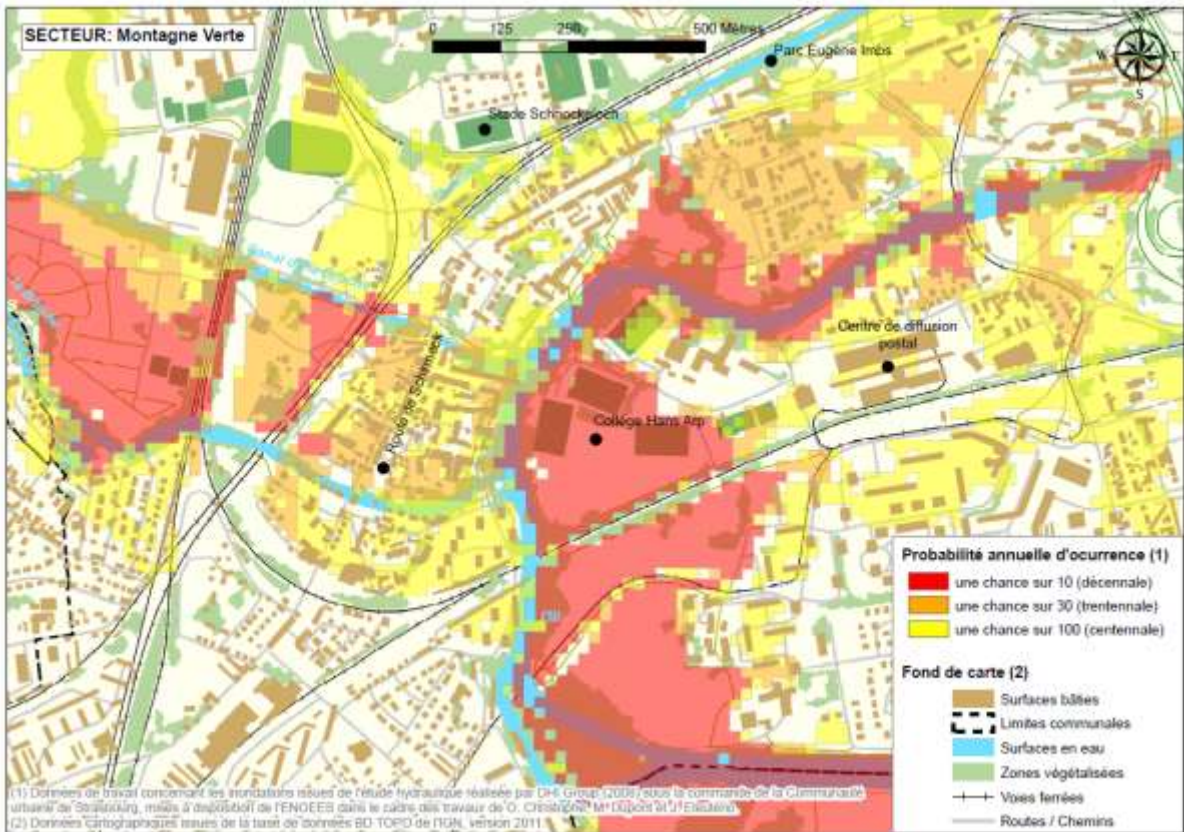 SECTEUR: Montagne Verte
0 125 250 500 Mètres
Parc Eugène Imbs
W
S
Stade Schnockeloch
Route de Schirmeck
Centre de diffusion
postal
Collège Hans Arp
Probabilité annuelle d'ocurrence (1)
une chance sur 10 (décennale)
une chance sur 30 (trentennale)
une chance sur 100 (centennale)
Fond de carte (2)
Surfaces bâties
Limites communales
Surfaces en eau
Zones végétalisées
Voies ferrées
Routes / Chemins
(1) Données de travail concernant les inondations issues de l'étude hydraulique réalisée par DHI Group (2008) sous la commande de la Communauté
urbaine de Strasbourg, mises à disposition de l'ENGEES dans le cadre des travaux de O. Christophe, M. Dupont et J.
(2) Données cartographiques issues de la base de données BD TOPO de l'IGN, version 2011